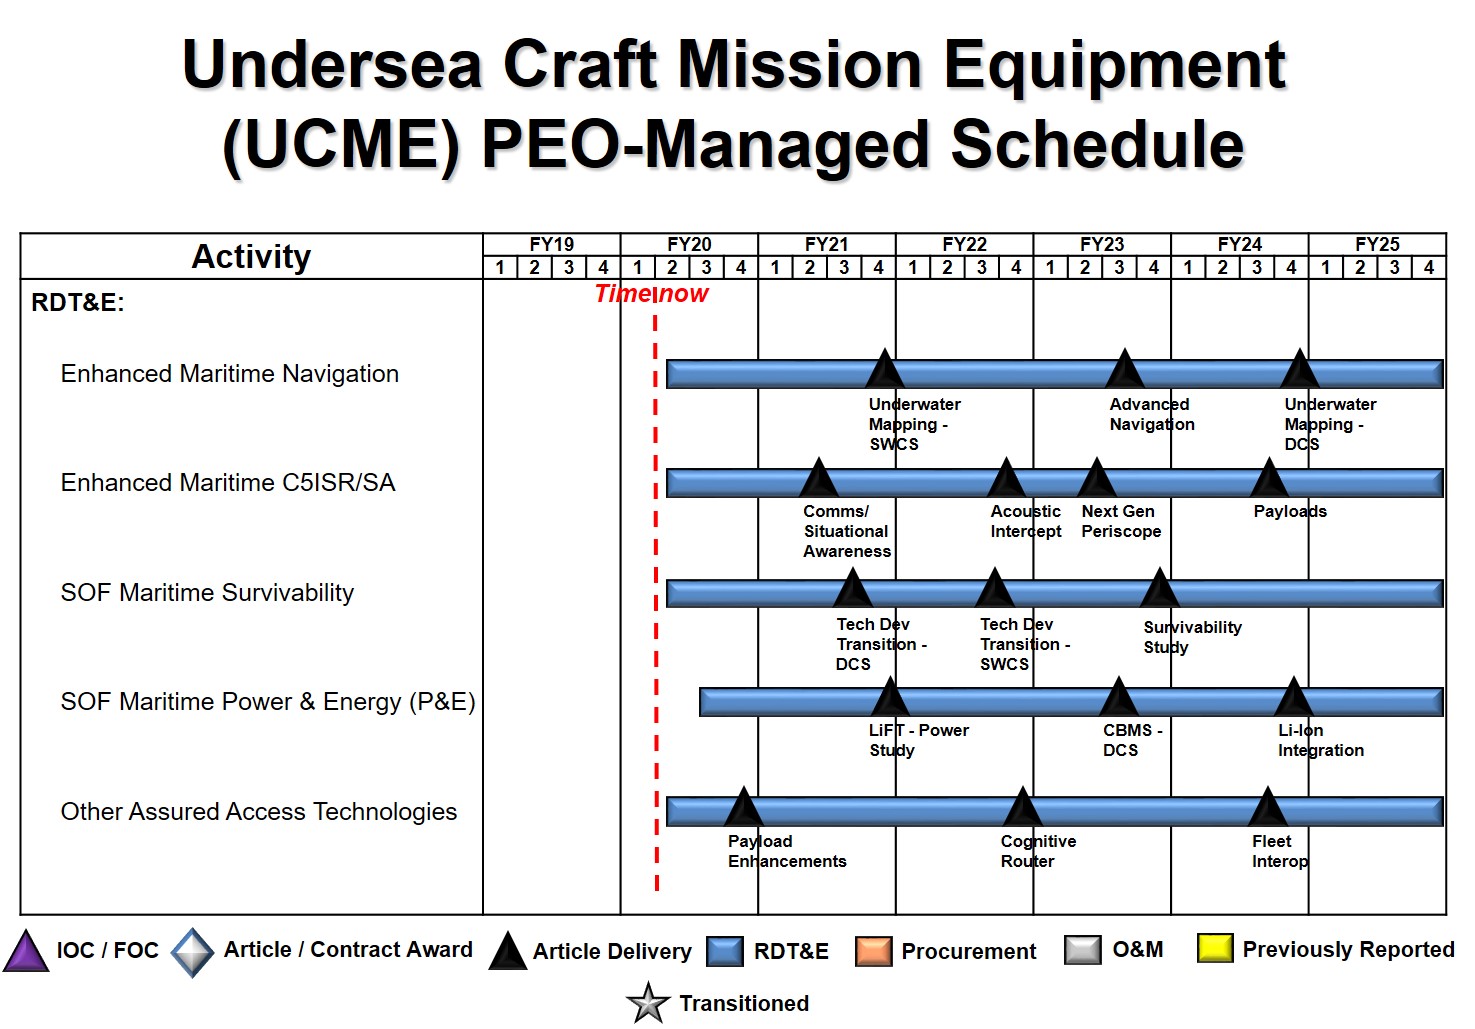 Undersea Craft Mission Equipment
(UCME) PEO-Managed Schedule
Activity
FY19 FY20 FY21 FY22 FY23 FY24 FY25
1 2 3 4 1 2 3 4 1 2 3 4 1 2 3 4 1 2 3 4 1 2 3 4 1 2 3 4
Time now
RDT&E:
Enhanced Maritime Navigation
Underwater
Mapping -
SWCS
Advanced
Navigation
Underwater
Mapping -
DCS
Enhanced Maritime C5ISR/SA
Comms/
Situational
Awareness
Acoustic
Intercept
Next Gen
Periscope
Payloads
SOF Maritime Survivability
Tech Dev
Transition -
DCS
Tech Dev
Transition -
SWCS
Survivability
Study
SOF Maritime Power & Energy (P&E)
LiFT - Power
Study
CBMS -
DCS
Li-Ion
Integration
Other Assured Access Technologies
Payload
Enhancements
Cognitive
Router
Fleet
Interop
IOC / FOC
Article / Contract Award
Article Delivery
RDT&E
Procurement
O&M
Previously Reported
Transitioned